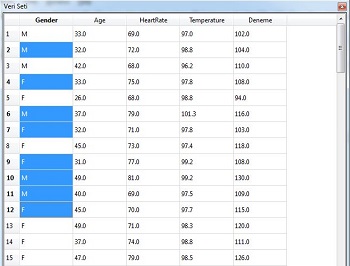 Veri Seti
Gender Age HeartRate Temperature Deneme
1 M 33.0 69.0 97.0 102.0
2 M 32.0 72.0 98.8 104.0
3 M 42.0 68.0 96.2 110.0
4 F 33.0 75.0 97.8 108.0
5 F 26.0 68.0 98.8 94.0
6 M 37.0 79.0 101.3 116.0
7 F 32.0 71.0 97.8 103.0
8 F 45.0 73.0 97.4 118.0
9 F 31.0 77.0 99.2 108.0
10 M 49.0 81.0 99.2 130.0
11 M 40.0 69.0 97.5 109.0
12 F 45.0 70.0 97.7 115.0
13 F 49.0 71.0 98.3 120.0
14 F 37.0 74.0 98.8 111.0
15 F 47.0 79.0 98.5 126.0